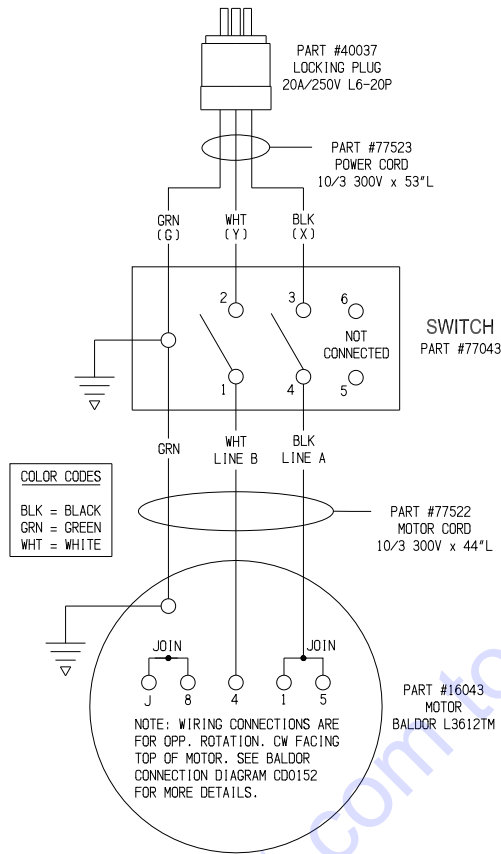 PART #40037
LOCKING PLUG
20A/250V L6-20P
PART #77523
POWER CORD
10/3 300V x 53"L
GRN
(G)
WHT
(Y)
BLK
(X)
2
3
6
NOT
CONNECTED
1
4
5
SWITCH
PART #77043
GRN
WHT
LINE B
BLK
LINE A
COLOR CODES
BLK = BLACK
GRN = GREEN
WHT = WHITE
PART #77522
MOTOR CORD
10/3 300V x 44"L
JOIN
JOIN
J
8
4
1
5
PART #16043
MOTOR
BALDOR L3612TM
NOTE: WIRING CONNECTIONS ARE
FOR OPP. ROTATION. CW FACING
TOP OF MOTOR. SEE BALDOR
CONNECTION DIAGRAM CD0152
FOR MORE DETAILS.
com to